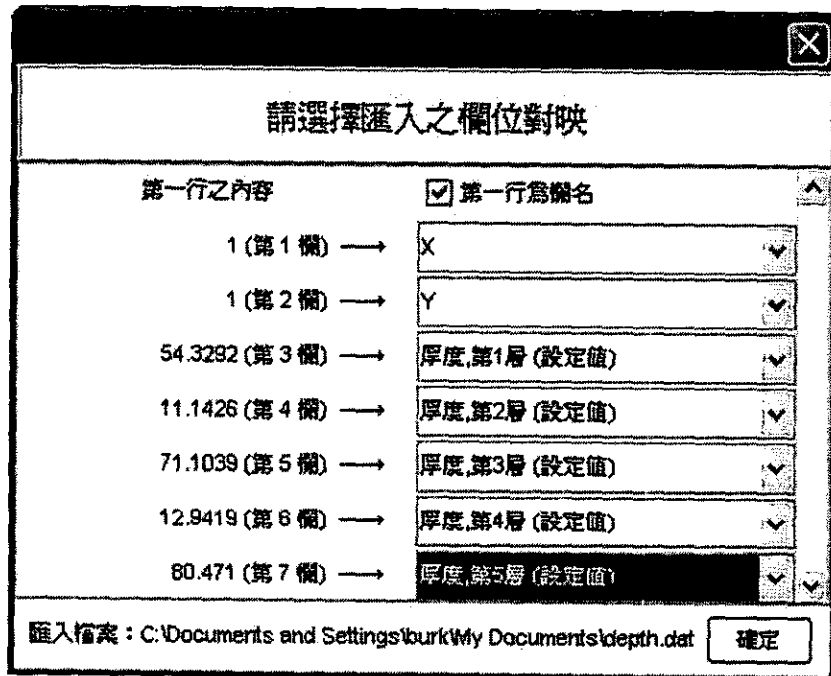 請選擇匯入之欄位對映
第一行之內容 第一行為欄名
1 (第 1 欄) → X
1 (第 2 欄) → Y
54.3292 (第 3 欄) → 厚度,第1層 (設定值)
11.1426 (第 4 欄) → 厚度,第2層 (設定值)
71.1039 (第 5 欄) → 厚度,第3層 (設定值)
12.9419 (第 6 欄) → 厚度,第4層 (設定值)
80.471 (第 7 欄) → 厚度,第5層 (設定值)
匯入檔案：C:\Documents and Settings\burk\My Documents\depth.dat 確定